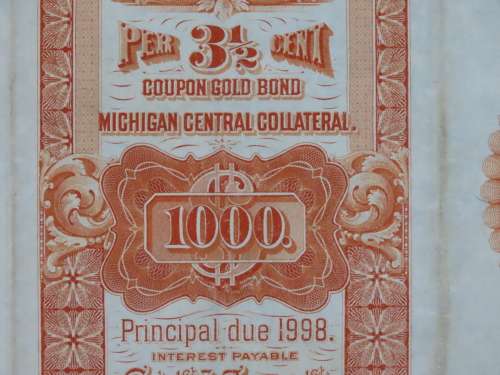 PER 3½ CENT
COUPON GOLD BOND
MICHIGAN CENTRAL COLLATERAL.
$
1000.
Principal due 1998.
INTEREST PAYABLE